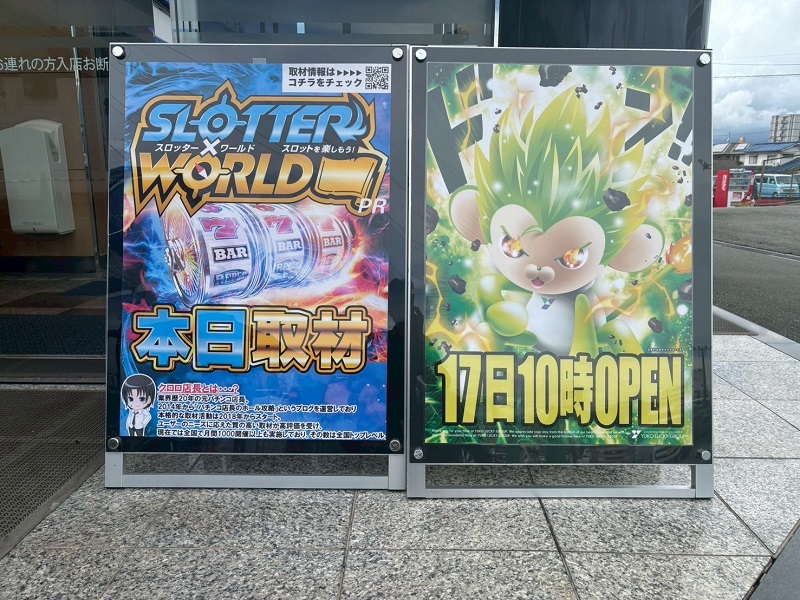 お連れの方入店お断
取材情報は▶▶▶▶
コチラをチェック
SLOTTER
スロッター×ワールド スロットを楽しもう!
WORLD
PR
7 7
BAR BAR BAR
本日取材
クロロ店長とは・・・?
業界歴20年の元パチンコ店長。
2014年から「パチンコ店長のホール攻略」というブログを運営しており
本格的な取材活動は2018年からスタート。
ユーザーのニーズに応えた質の高い取材が高評価を受け、
現在では全国で月間1000開催以上も実施しており、その数は全国トップレベル。
ドーン!!
17日10時OPEN
YUKO LUCKY GROUP